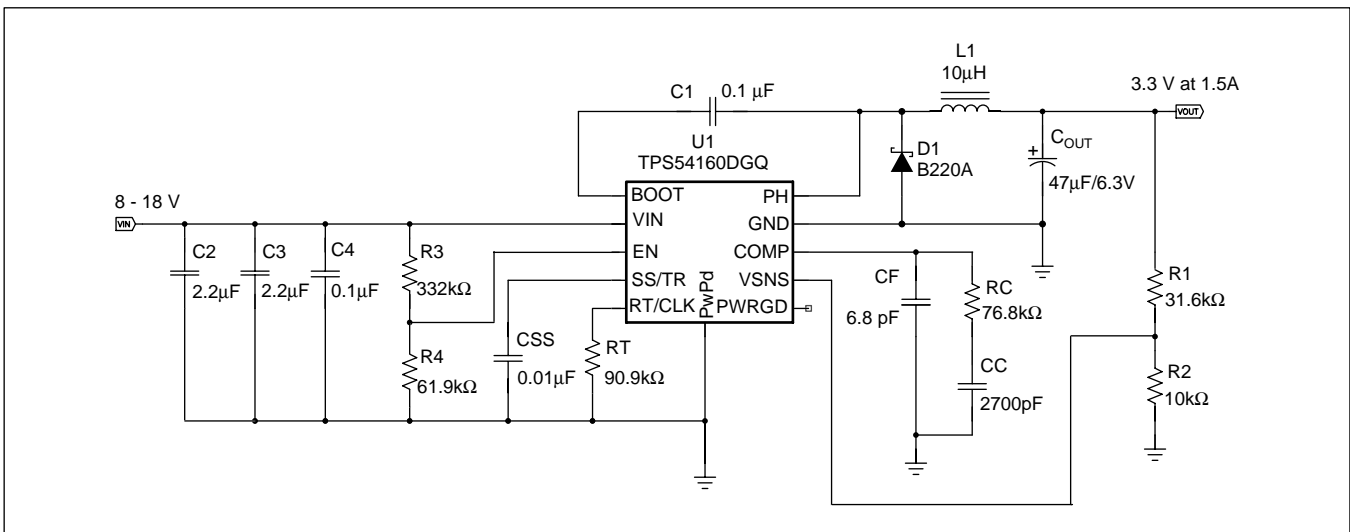 L1
10μH
3.3 V at 1.5A
VOUT
C1
0.1 μF
U1
TPS54160DGQ
D1
B220A
COUT
47μF/6.3V
8 - 18 V
VIN
BOOT
VIN
EN
SS/TR
RT/CLK
PwPd
PH
GND
COMP
VSNS
PWRGD
C2
2.2μF
C3
2.2μF
C4
0.1μF
R3
332kΩ
R4
61.9kΩ
CSS
0.01μF
RT
90.9kΩ
CF
6.8 pF
RC
76.8kΩ
CC
2700pF
R1
31.6kΩ
R2
10kΩ